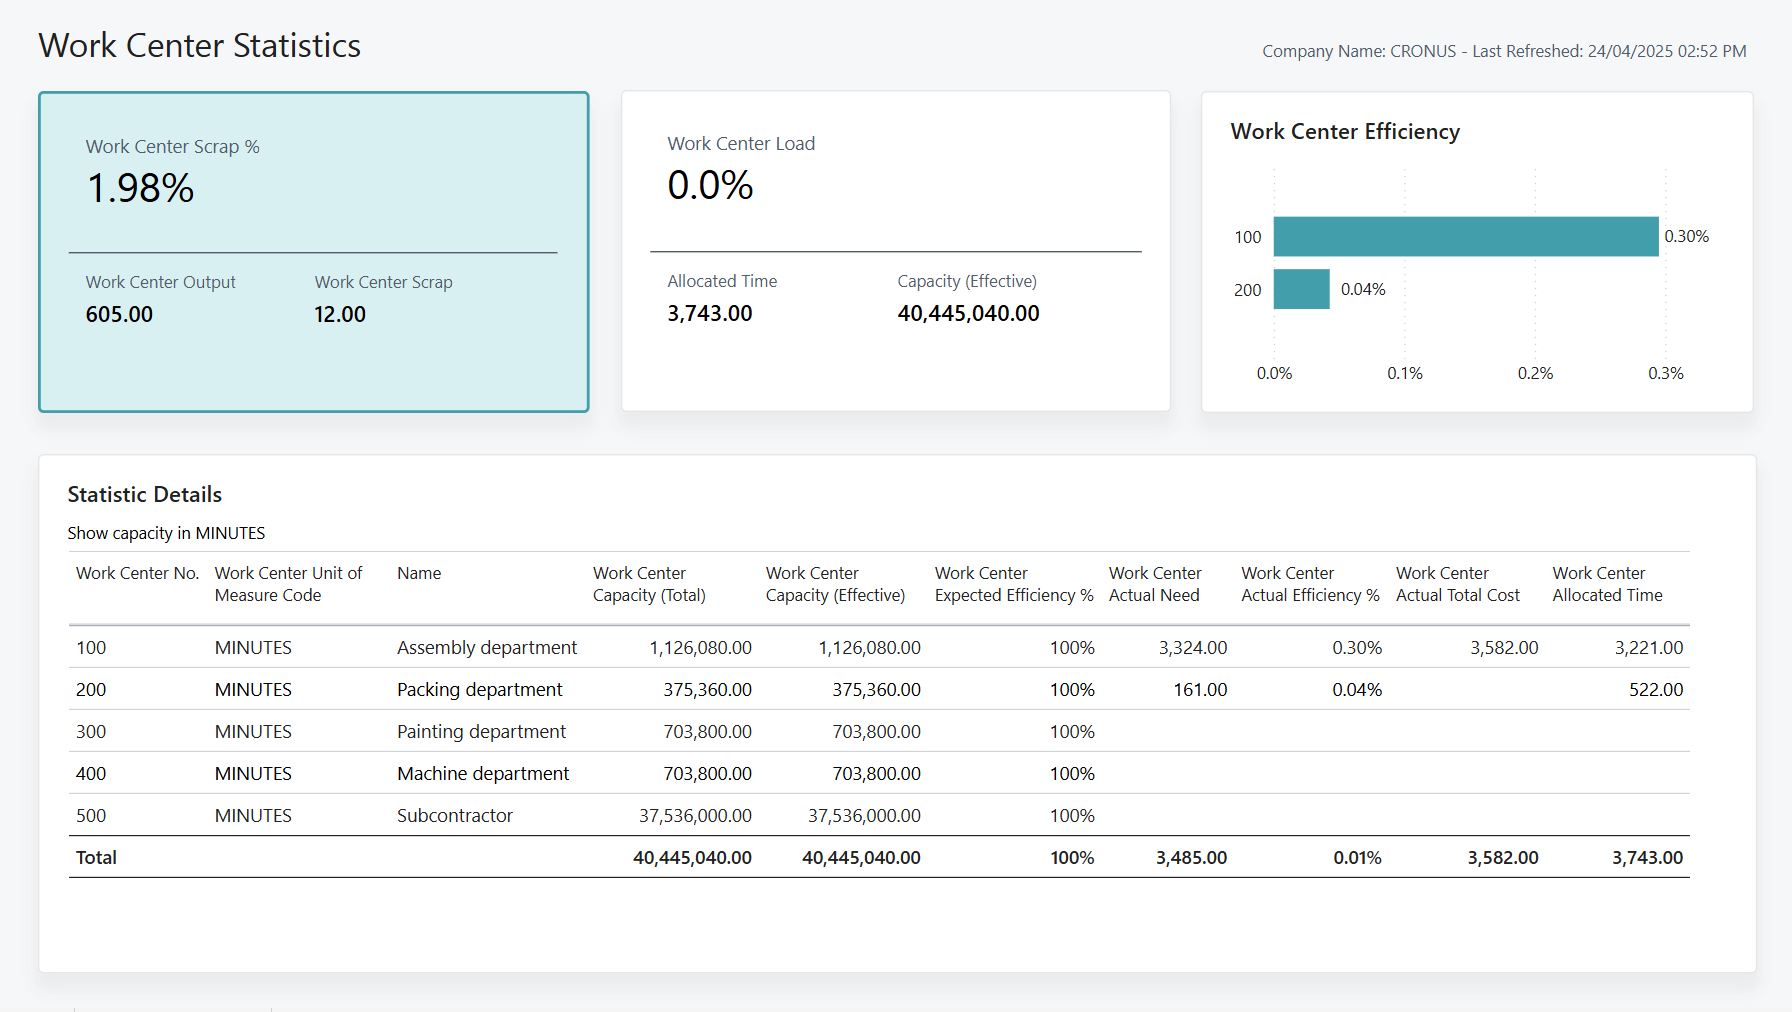 Work Center Statistics
Company Name: CRONUS - Last Refreshed: 24/04/2025 02:52 PM
Work Center Scrap %
1.98%
Work Center Output Work Center Scrap
605.00 12.00
Work Center Load
0.0%
Allocated Time Capacity (Effective)
3,743.00 40,445,040.00
Work Center Efficiency
100 0.30%
200 0.04%
0.0% 0.1% 0.2% 0.3%
Statistic Details
Show capacity in MINUTES
Work Center No. Work Center Unit of Name Work Center Work Center Work Center Work Center Work Center Work Center Work Center
Measure Code Capacity (Total) Capacity (Effective) Expected Efficiency % Actual Need Actual Efficiency % Actual Total Cost Allocated Time
100 MINUTES Assembly department 1,126,080.00 1,126,080.00 100% 3,324.00 0.30% 3,582.00 3,221.00
200 MINUTES Packing department 375,360.00 375,360.00 100% 161.00 0.04% 522.00
300 MINUTES Painting department 703,800.00 703,800.00 100%
400 MINUTES Machine department 703,800.00 703,800.00 100%
500 MINUTES Subcontractor 37,536,000.00 37,536,000.00 100%
Total 40,445,040.00 40,445,040.00 100% 3,485.00 0.01% 3,582.00 3,743.00